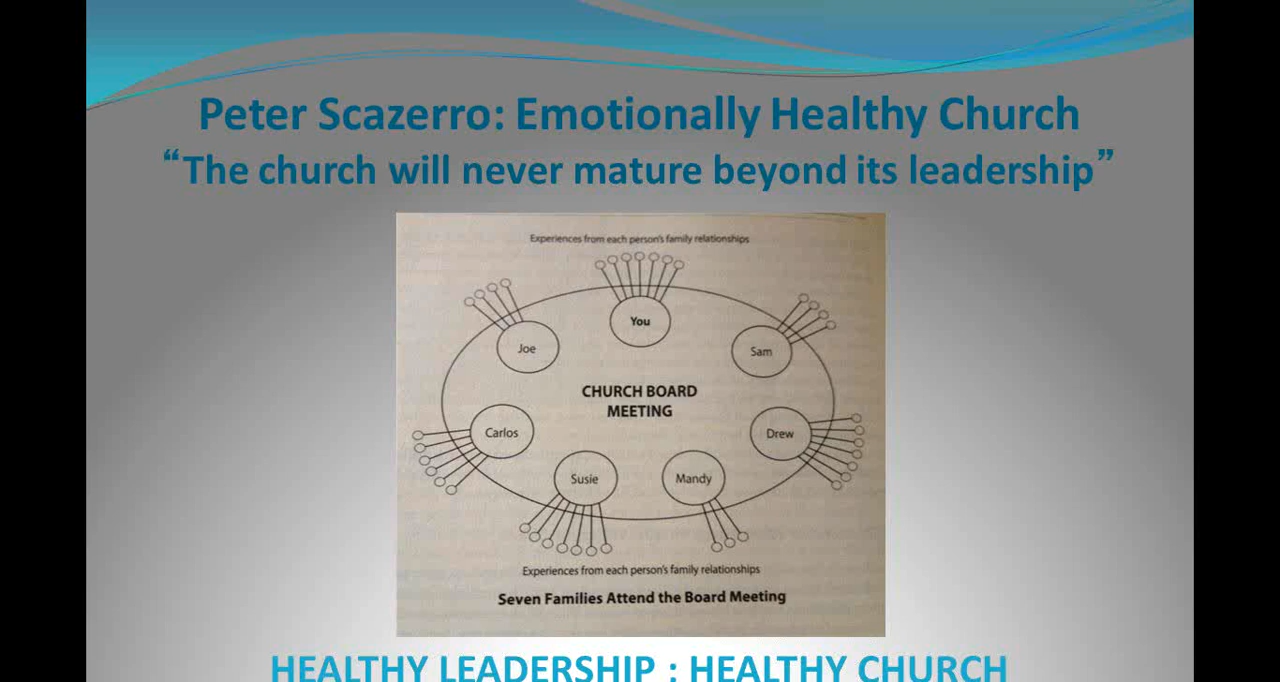 Peter Scazerro: Emotionally Healthy Church
“The church will never mature beyond its leadership”
Experiences from each person's family relationships
You
Joe
Sam
CHURCH BOARD
MEETING
Carlos
Drew
Susie
Mandy
Experiences from each person's family relationships
Seven Families Attend the Board Meeting
HEALTHY LEADERSHIP : HEALTHY CHURCH